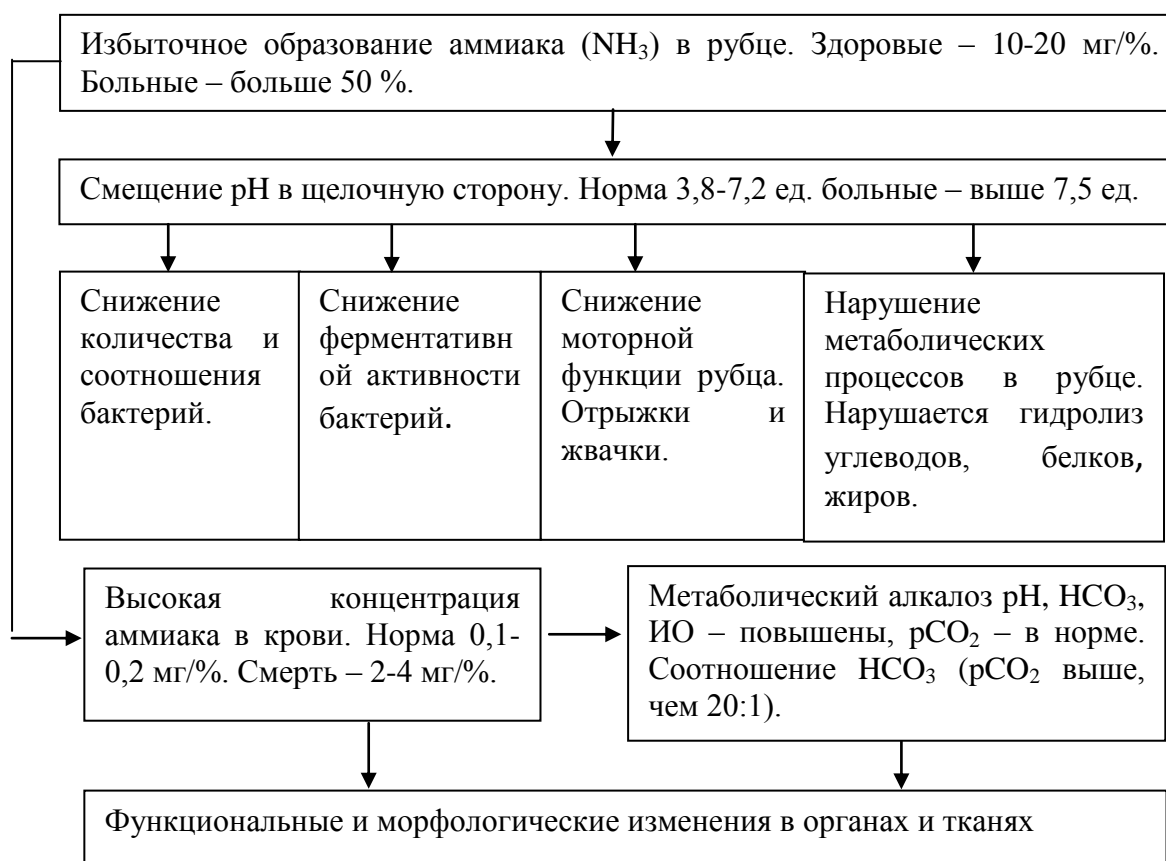 Избыточное образование аммиака (NH₃) в рубце. Здоровые – 10-20 мг/%.
Больные – больше 50 %.
Смещение рН в щелочную сторону. Норма 3,8-7,2 ед. больные – выше 7,5 ед.
Снижение
количества и
соотношения
бактерий.
Снижение
ферментативн
ой активности
бактерий.
Снижение
моторной
функции рубца.
Отрыжки и
жвачки.
Нарушение
метаболических
процессов в рубце.
Нарушается гидролиз
углеводов, белков,
жиров.
Высокая концентрация
аммиака в крови. Норма 0,1-
0,2 мг/%. Смерть – 2-4 мг/%.
Метаболический алкалоз рН, HCO₃,
ИО – повышены, pCO₂ – в норме.
Соотношение HCO₃ (pCO₂ выше,
чем 20:1).
Функциональные и морфологические изменения в органах и тканях